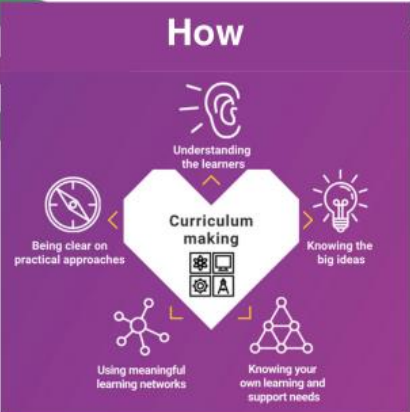 How
Understanding
the learners
Curriculum
making
Being clear on
practical approaches
Knowing the
big ideas
Using meaningful
learning networks
Knowing your
own learning and
support needs